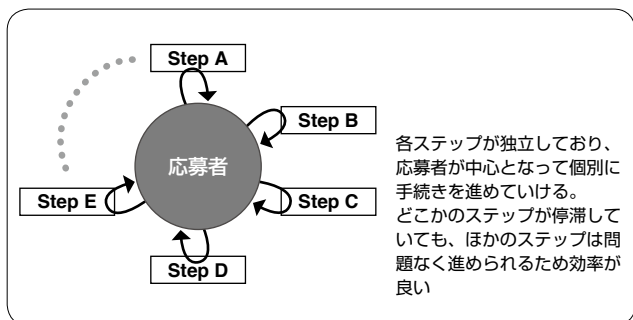 Step A
Step B
応募者
Step E
Step C
Step D
各ステップが独立しており、
応募者が中心となって個別に
手続きを進めていける。
どこかのステップが停滞して
いても、ほかのステップは問
題なく進められるため効率が
良い